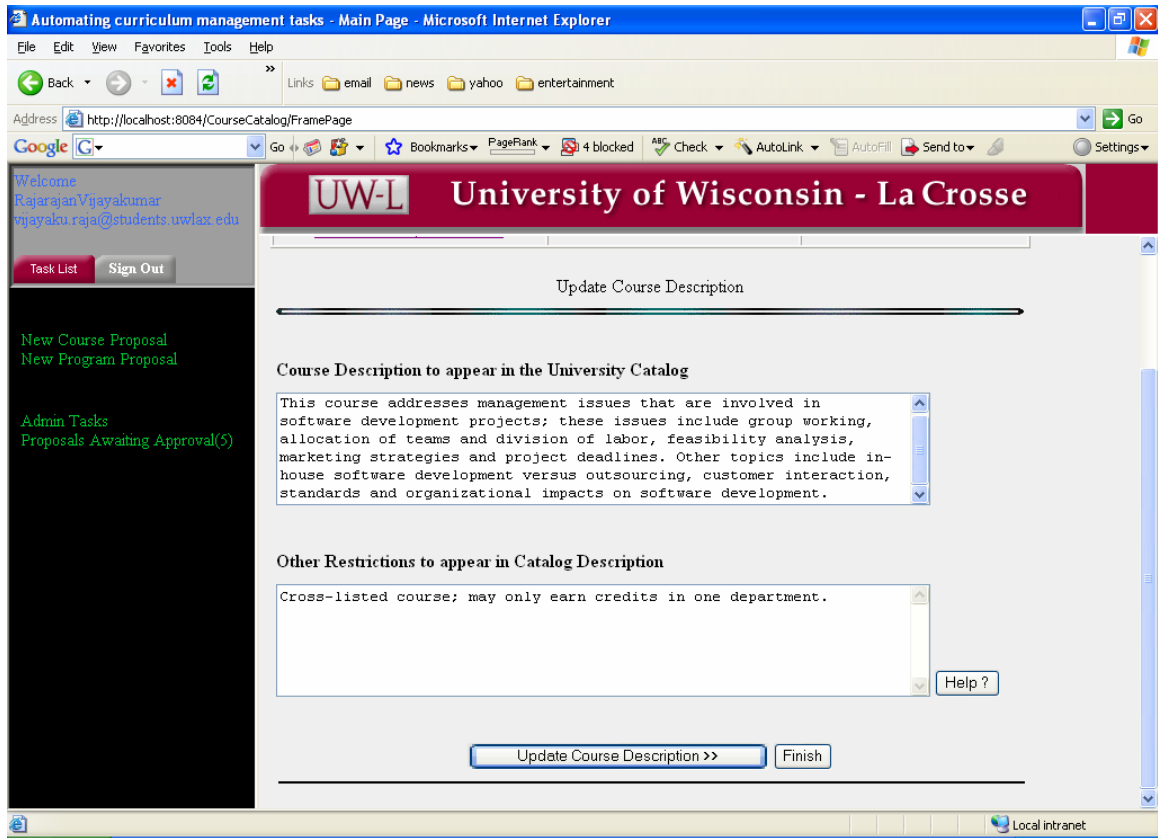 Automating curriculum management tasks - Main Page - Microsoft Internet Explorer
File Edit View Favorites Tools Help
Back » Links email news yahoo entertainment
Address http://localhost:8084/CourseCatalog/FramePage Go
Google G Go Bookmarks PageRank 4 blocked ABC Check AutoLink AutoFill Send to Settings
Welcome
RajarajanVijayakumar
vijayaku.raja@students.uwlax.edu
Task List Sign Out
New Course Proposal
New Program Proposal
Admin Tasks
Proposals Awaiting Approval(5)
UW-L University of Wisconsin - La Crosse
Update Course Description
Course Description to appear in the University Catalog
This course addresses management issues that are involved in
software development projects; these issues include group working,
allocation of teams and division of labor, feasibility analysis,
marketing strategies and project deadlines. Other topics include in-
house software development versus outsourcing, customer interaction,
standards and organizational impacts on software development.
Other Restrictions to appear in Catalog Description
Cross-listed course; may only earn credits in one department.
Help ?
Update Course Description >> Finish
Local intranet